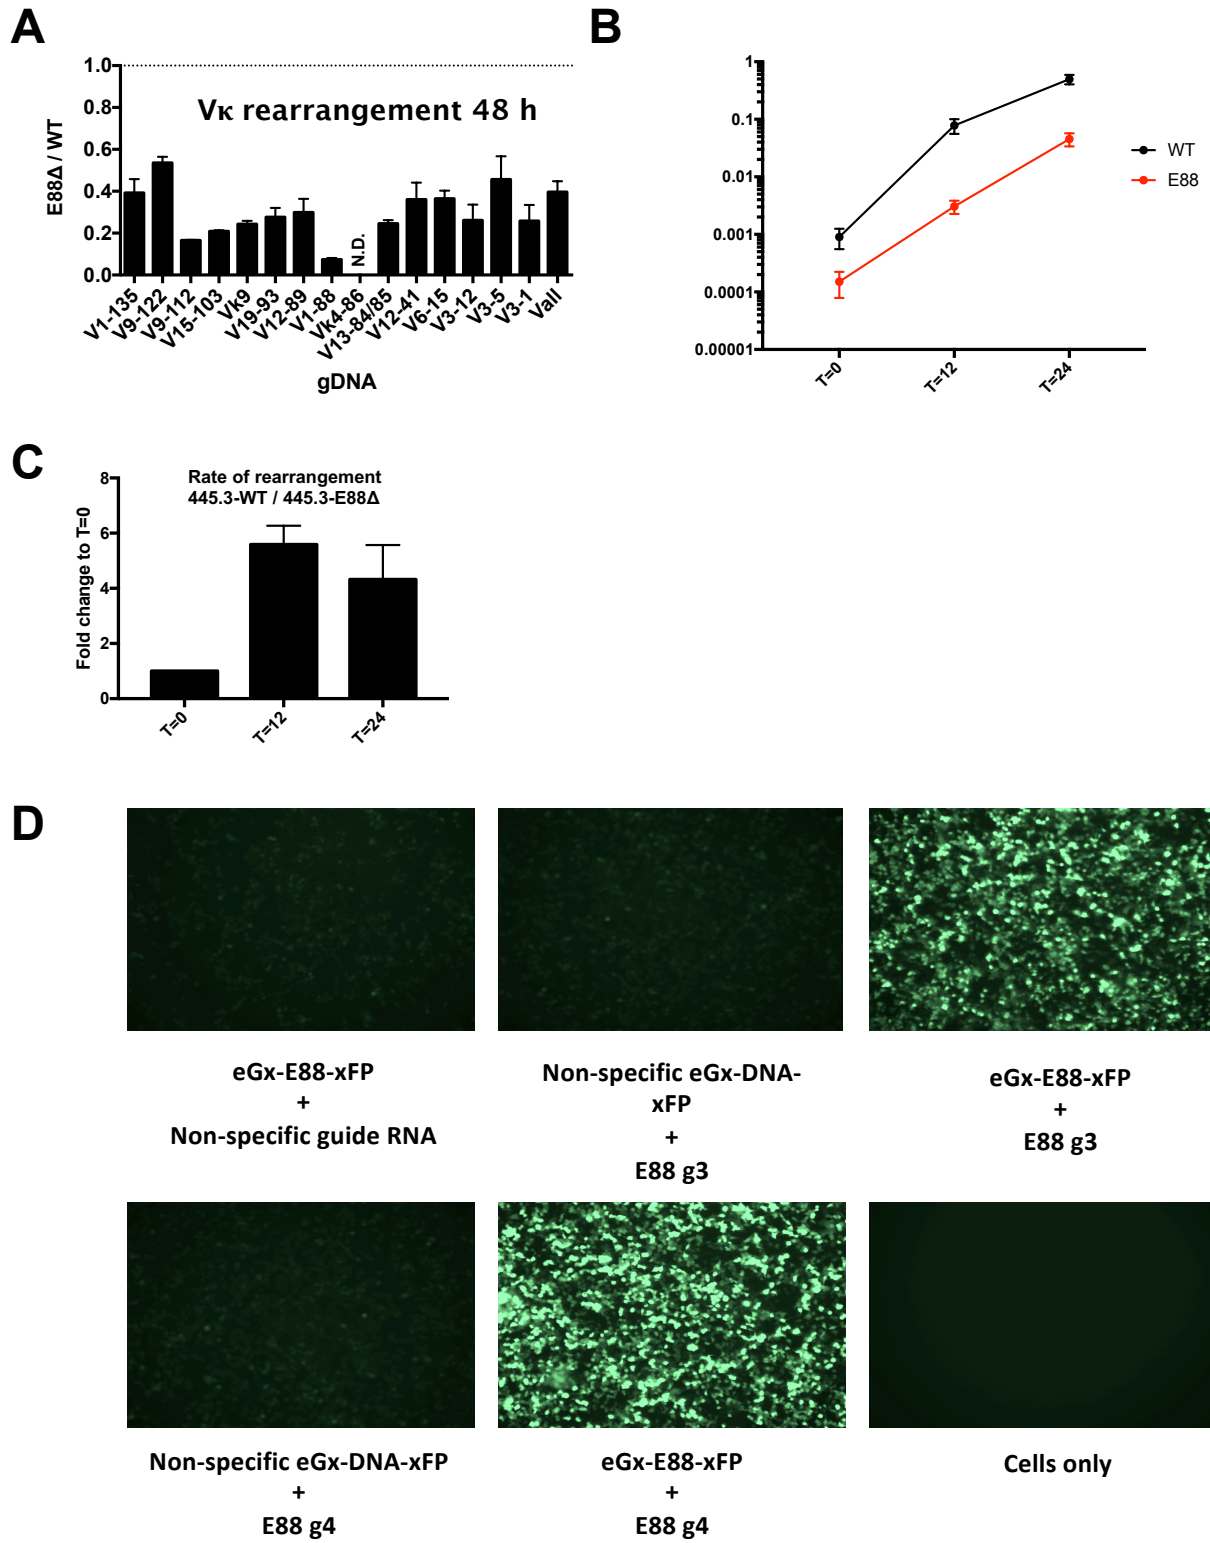 A
1.0
0.8
0.6
0.4
0.2
0.0
E88Δ / WT
Vκ rearrangement 48 h
N.D.
V1-135
V9-122
V9-112
V15-103
Vk9
V19-93
V12-89
V1-88
Vk4-86
V13-84/85
V12-41
V6-15
V3-12
V3-5
V3-1
Vall
gDNA
B
1
0.1
0.01
0.001
0.0001
0.00001
T=0
T=12
T=24
WT
E88
C
8
6
4
2
0
Fold change to T=0
Rate of rearrangement
445.3-WT / 445.3-E88Δ
T=0
T=12
T=24
D
eGx-E88-xFP
+
Non-specific guide RNA
Non-specific eGx-DNA-
xFP
+
E88 g3
eGx-E88-xFP
+
E88 g3
Non-specific eGx-DNA-xFP
+
E88 g4
eGx-E88-xFP
+
E88 g4
Cells only